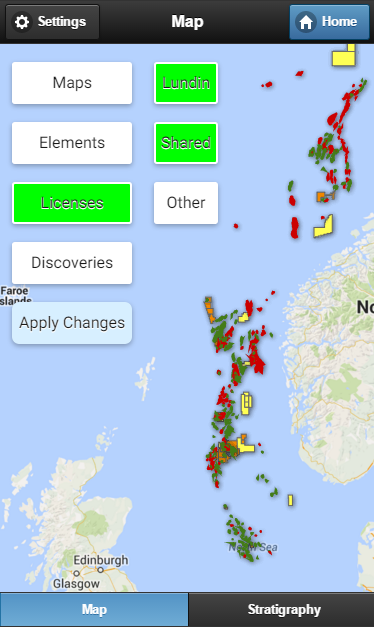 Settings
Map
Home
Maps
Lundin
Elements
Shared
Licenses
Other
Discoveries
Faroe
Islands
No
Apply Changes
North Sea
Edinburgh
Glasgow
Map
Stratigraphy